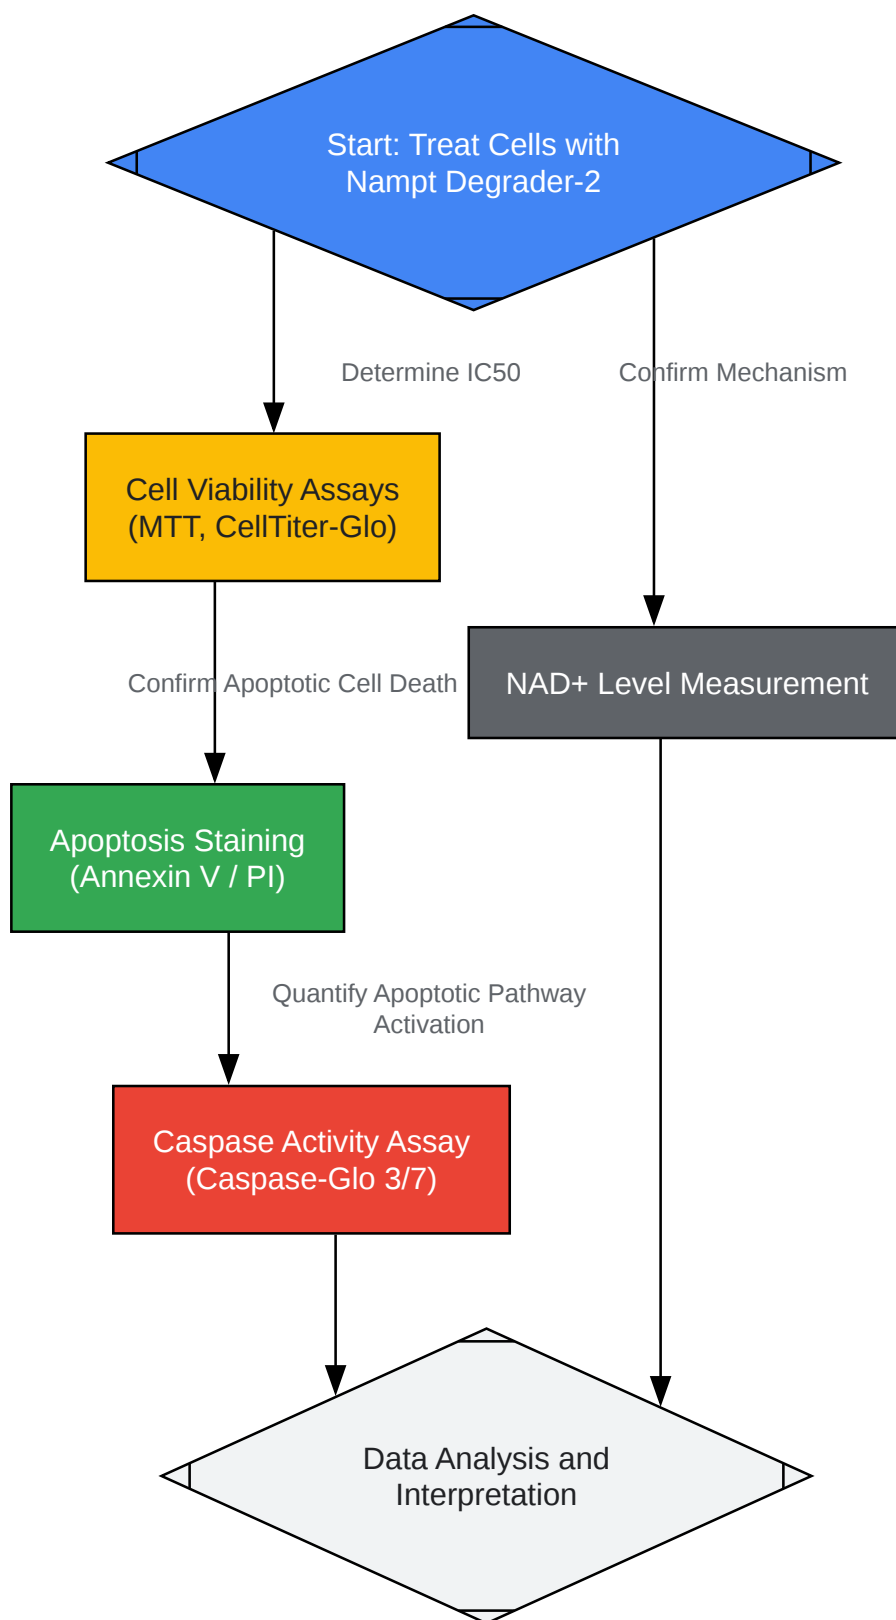 Start: Treat Cells with
Nampt Degrader-2
Determine IC50
Confirm Mechanism
Cell Viability Assays
(MTT, CellTiter-Glo)
Confirm Apoptotic Cell Death
NAD+ Level Measurement
Apoptosis Staining
(Annexin V / PI)
Quantify Apoptotic Pathway
Activation
Caspase Activity Assay
(Caspase-Glo 3/7)
Data Analysis and
Interpretation